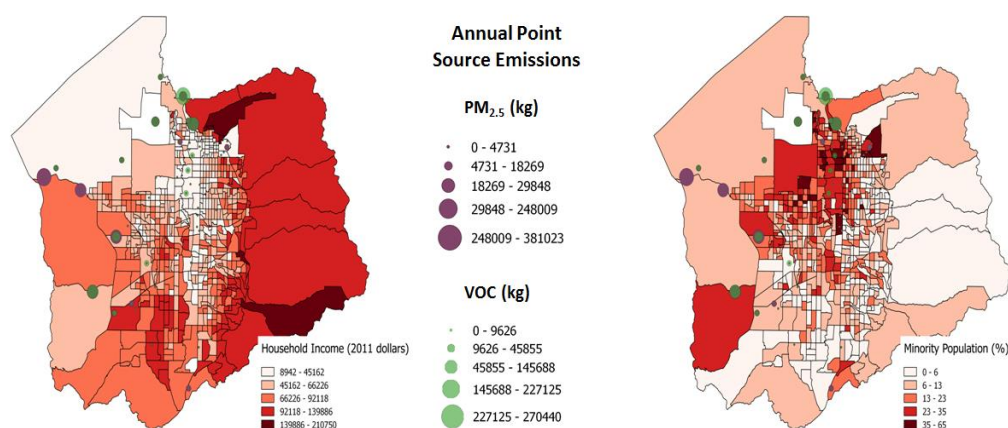 Annual Point
Source Emissions
PM2.5 (kg)
0 - 4731
4731 - 18269
18269 - 29848
29848 - 248009
248009 - 381023
VOC (kg)
0 - 9626
9626 - 45855
45855 - 145688
145688 - 227125
227125 - 270440
Household Income (2011 dollars)
8942 - 45162
45162 - 66226
66226 - 92118
92118 - 139886
139886 - 210750
Minority Population (%)
0 - 6
6 - 13
13 - 23
23 - 35
35 - 65